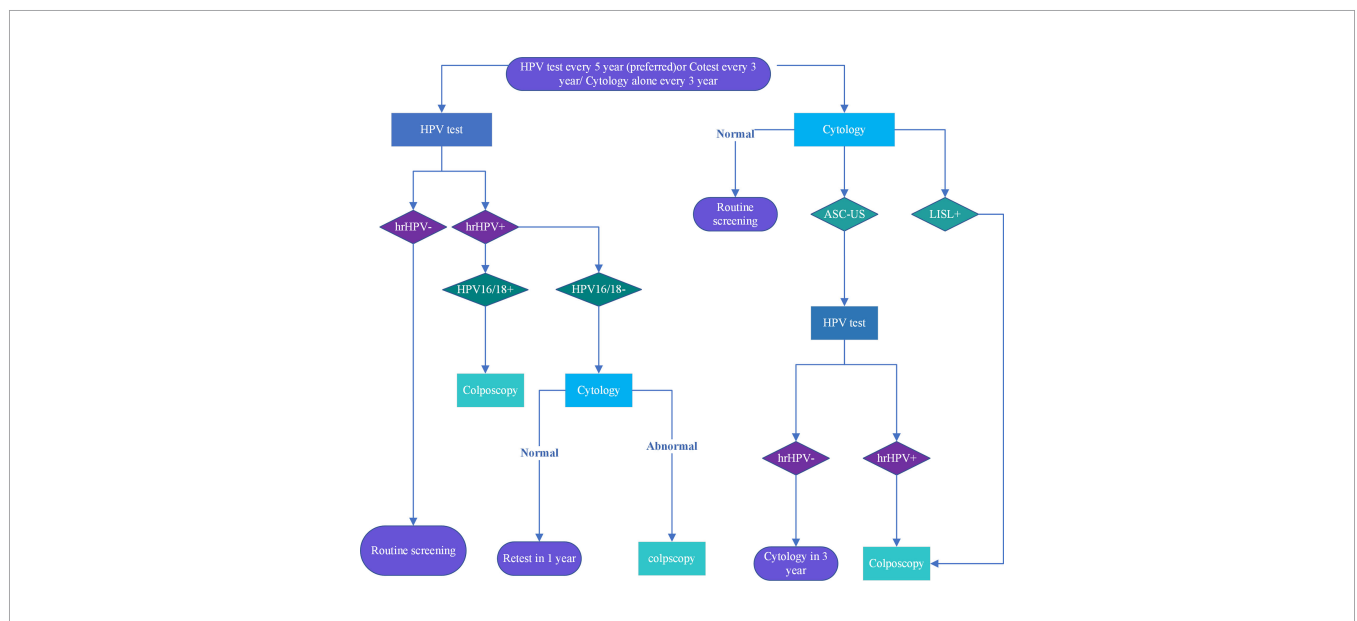 HPV test every 5 year (preferred)or Cotest every 3
year/ Cytology alone every 3 year
HPV test
Cytology
Normal
hrHPV-
hrHPV+
Routine
screening
ASC-US
LISL+
HPV16/18+
HPV16/18-
HPV test
Colposcopy
Cytology
Normal
Abnormal
hrHPV-
hrHPV+
Routine screening
Retest in 1 year
colpscopy
Cytology in 3
year
Colposcopy